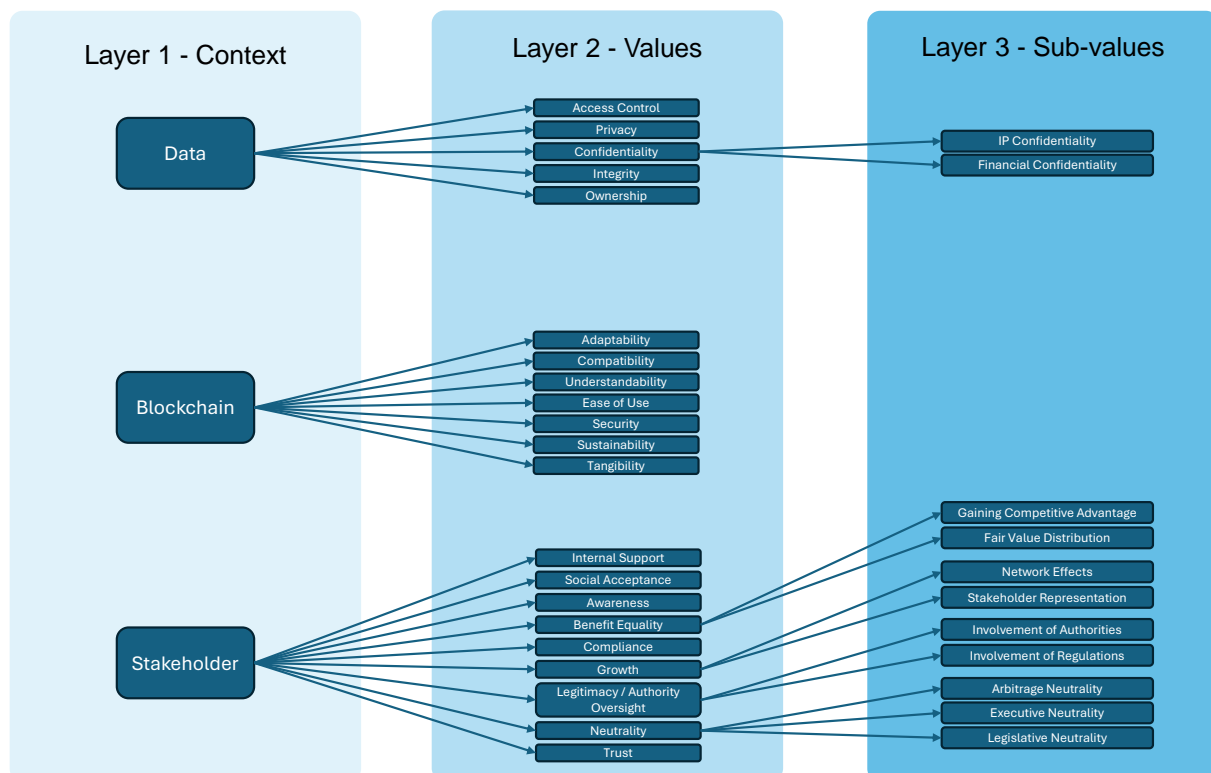 Layer 1 - Context
Layer 2 - Values
Layer 3 - Sub-values
Data
Access Control
Privacy
Confidentiality
Integrity
Ownership
IP Confidentiality
Financial Confidentiality
Blockchain
Adaptability
Compatibility
Understandability
Ease of Use
Security
Sustainability
Tangibility
Stakeholder
Internal Support
Social Acceptance
Awareness
Benefit Equality
Compliance
Growth
Legitimacy / Authority
Oversight
Neutrality
Trust
Gaining Competitive Advantage
Fair Value Distribution
Network Effects
Stakeholder Representation
Involvement of Authorities
Involvement of Regulations
Arbitrage Neutrality
Executive Neutrality
Legislative Neutrality